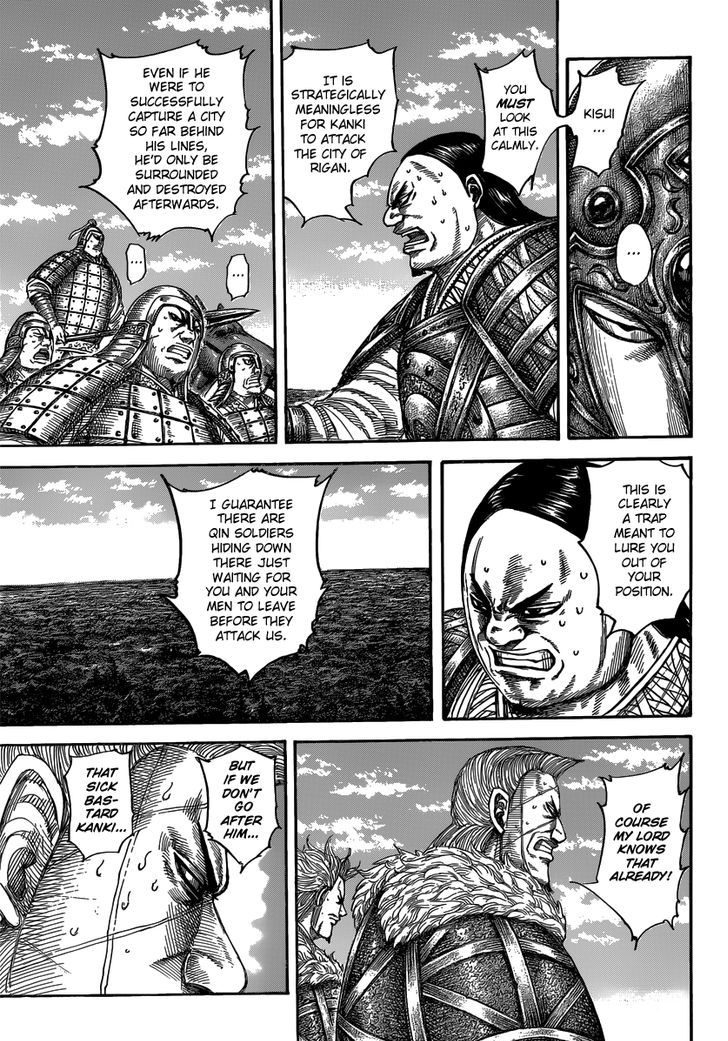 KISUI
...
...
YOU
MUST
LOOK
AT THIS
CALMLY.
IT IS
STRATEGICALLY
MEANINGLESS
FOR KANKI
TO ATTACK
THE CITY OF
RIGAN.
EVEN IF HE
WERE TO
SUCCESSFULLY
CAPTURE A CITY
SO FAR BEHIND
HIS LINES,
HE'D ONLY BE
SURROUNDED
AND DESTROYED
AFTERWARDS.
...
...
THIS IS
CLEARLY
A TRAP
MEANT TO
LURE YOU
OUT OF
YOUR
POSITION.
I GUARANTEE
THERE ARE
QIN SOLDIERS
HIDING DOWN
THERE JUST
WAITING FOR
YOU AND YOUR
MEN TO LEAVE
BEFORE THEY
ATTACK US.
OF
COURSE
MY LORD
KNOWS
THAT
ALREADY!
BUT
IF WE
DON'T
GO
AFTER
HIM...
THAT
SICK
BAS-
TARD
KANKI...